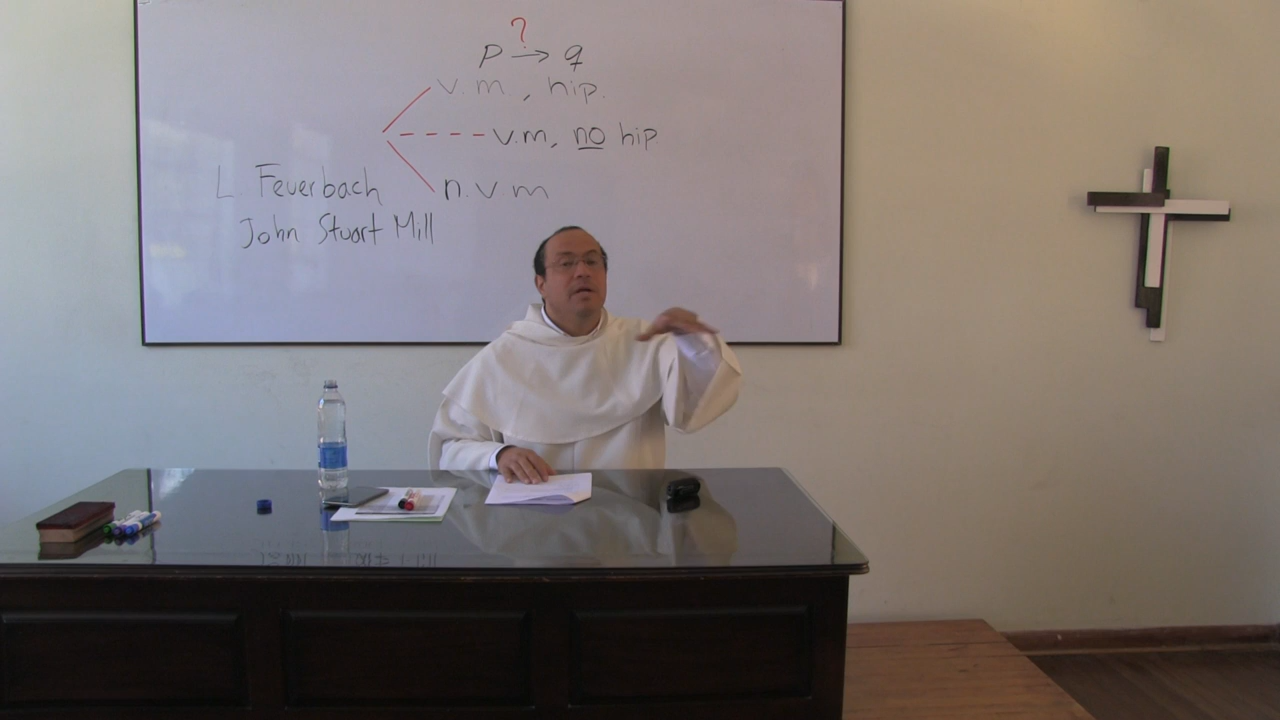 ?
p → q
v.m., hip.
v.m, no hip.
n.v m
L. Feuerbach
John Stuart Mill